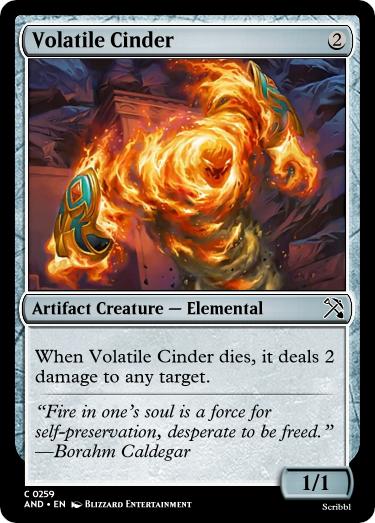 Volatile Cinder 2
Artifact Creature — Elemental
When Volatile Cinder dies, it deals 2
damage to any target.
“Fire in one’s soul is a force for
self-preservation, desperate to be freed.”
—Borahm Caldegar
1/1
C 0259
AND • EN Blizzard Entertainment Scribbl